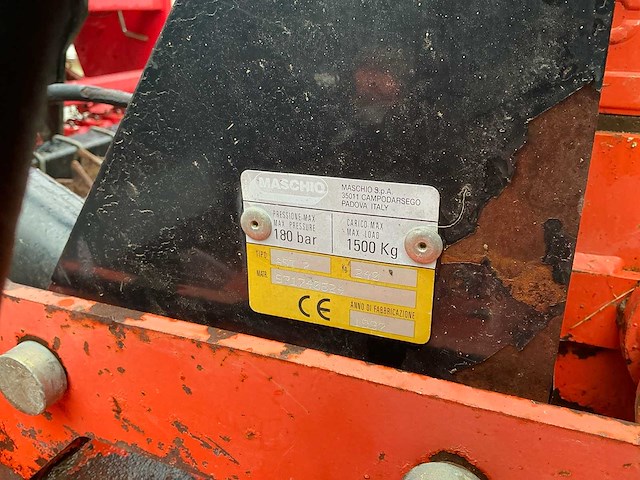 MASCHIO
MASCHIO S.p.A.
35011 CAMPODARSEGO
PADOVA ITALY
PRESSIONE MAX
MAX PRESSURE
180 bar
CARICO MAX
MAX LOAD
1500 Kg
TIPO
Kg
MATR.
CE
ANNO DI FABBRICAZIONE